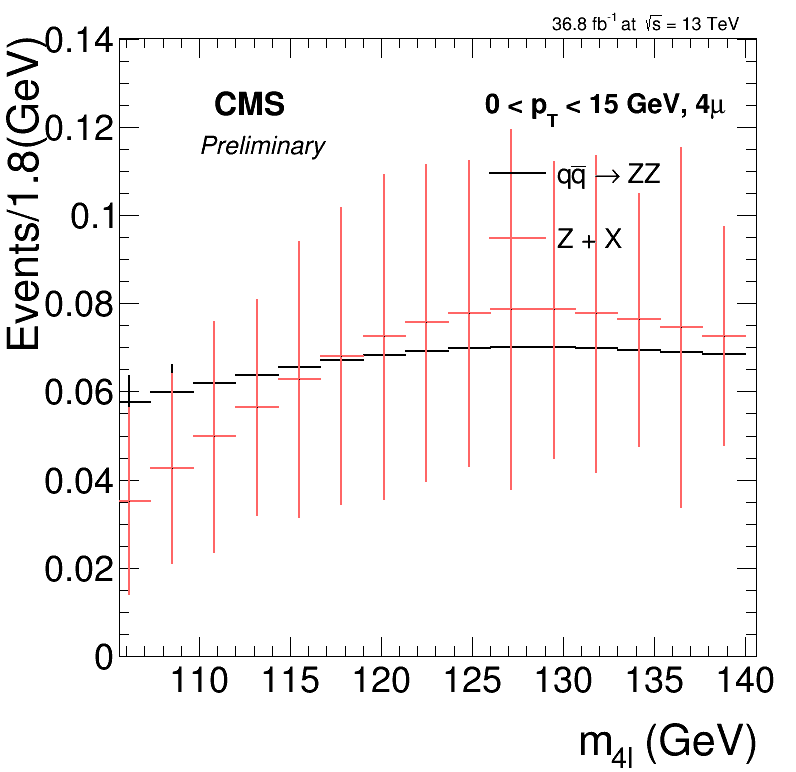 36.8 fb⁻¹ at √s = 13 TeV
CMS
Preliminary
0 < p_T < 15 GeV, 4μ
qq̅ → ZZ
Z + X
Events/1.8(GeV)
0.14
0.12
0.1
0.08
0.06
0.04
0.02
0
110 115 120 125 130 135 140
m_4l (GeV)